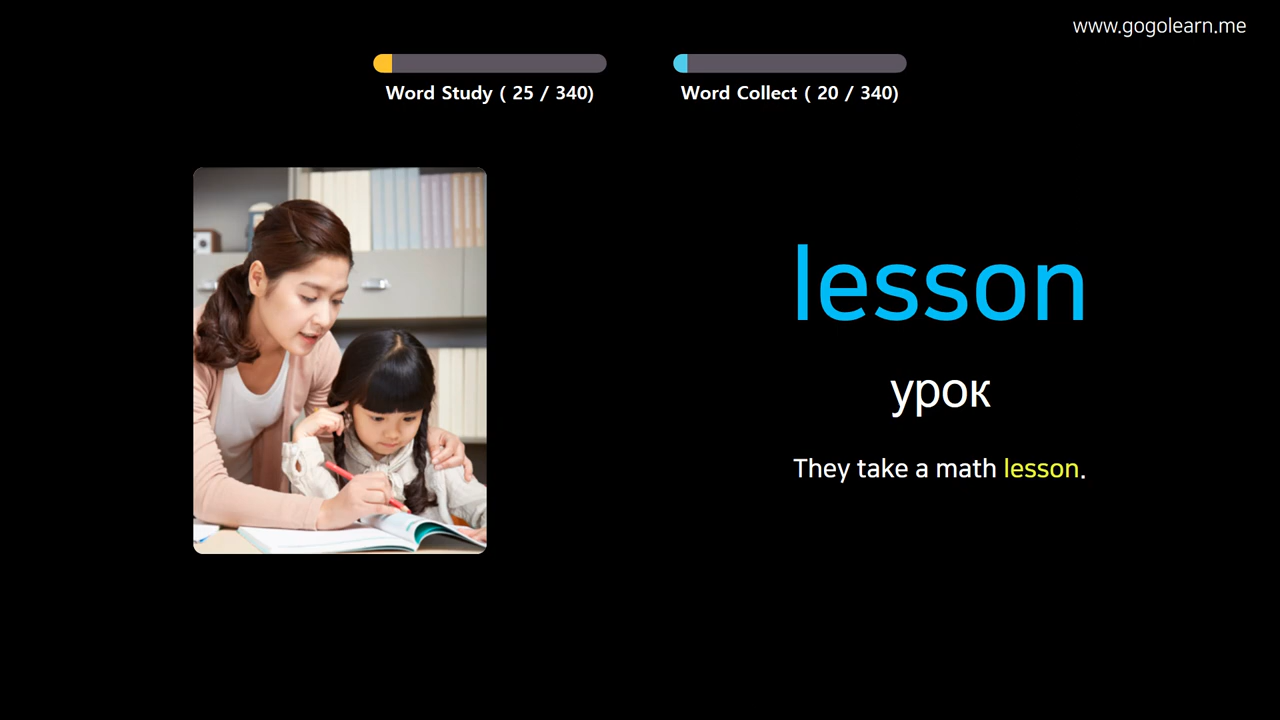 www.gogolearn.me
Word Study ( 25 / 340)
Word Collect ( 20 / 340)
lesson
урок
They take a math lesson.